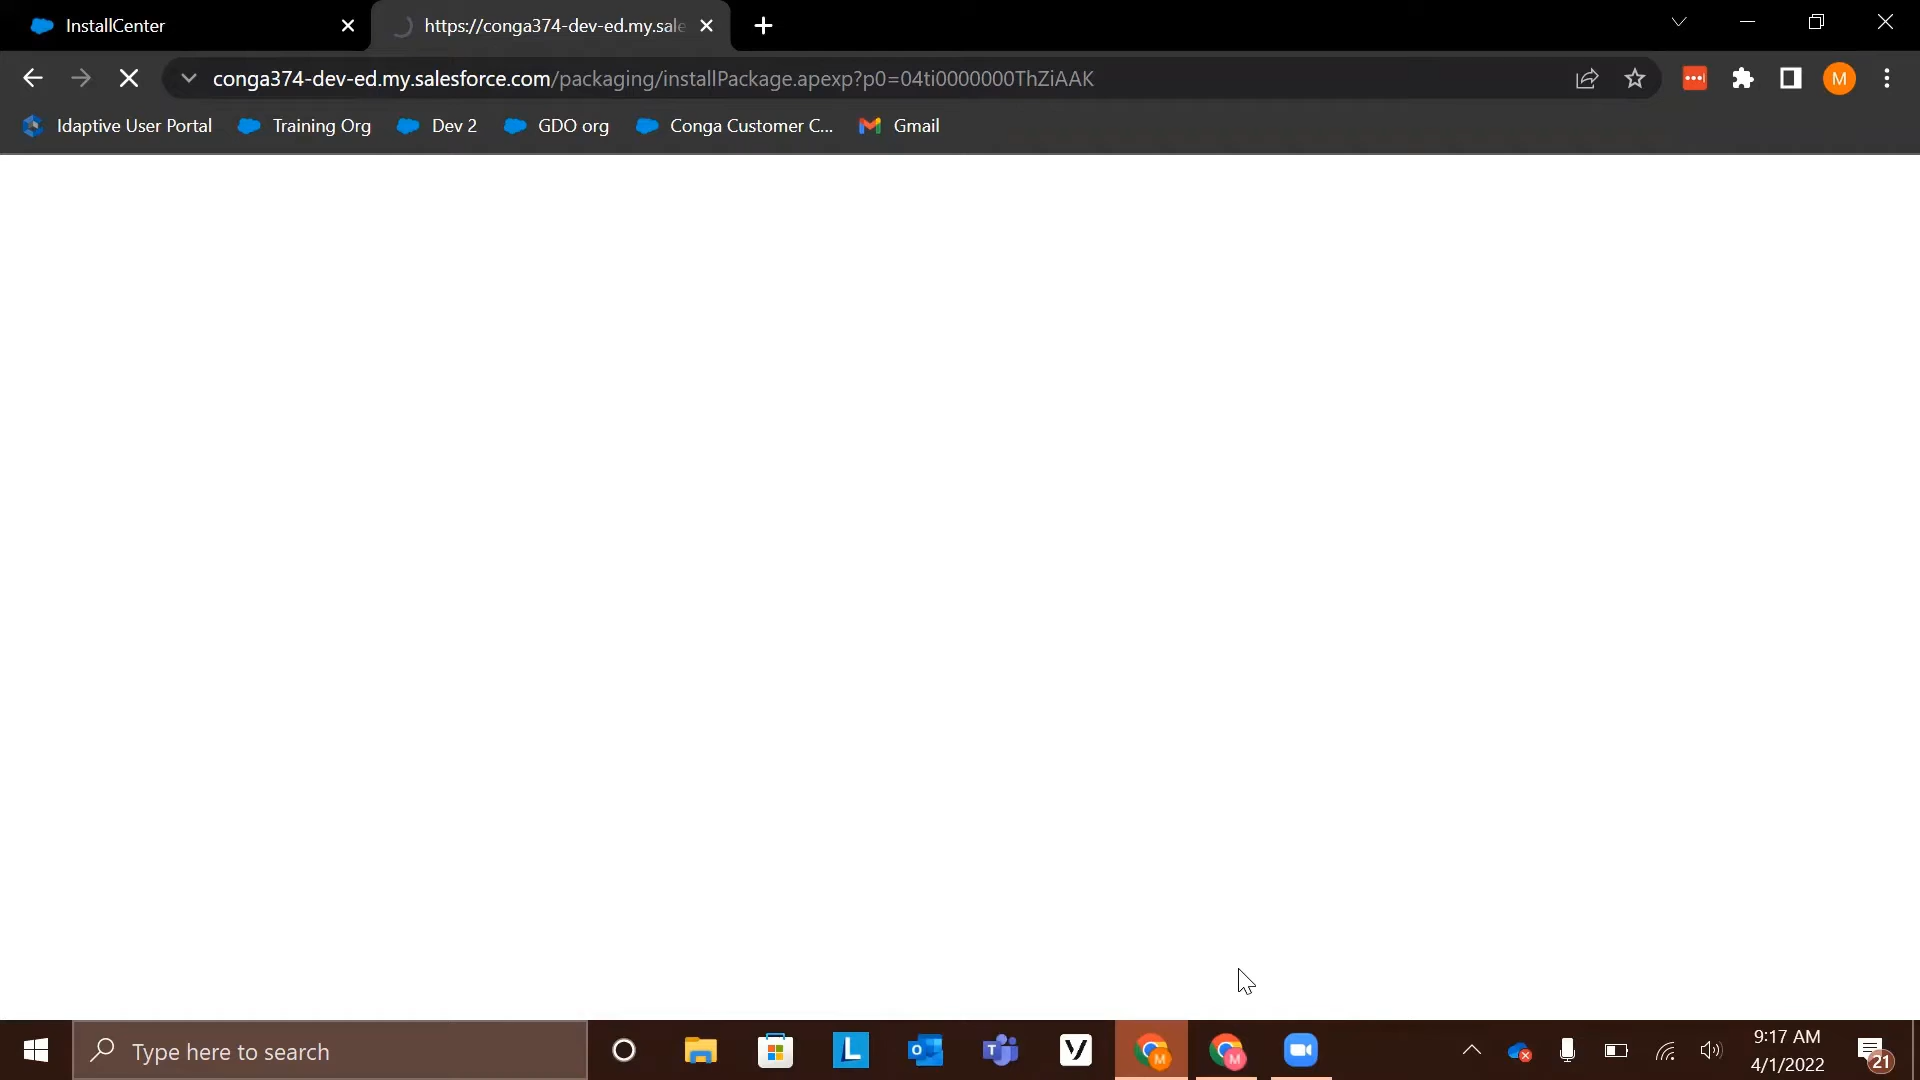 InstallCenter
https://conga374-dev-ed.my.sale
conga374-dev-ed.my.salesforce.com/packaging/installPackage.apexp?p0=04ti0000000ThZiAAK
M
Idaptive User Portal
Training Org
Dev 2
GDO org
Conga Customer C...
Gmail
Type here to search
L
O
T
M
M
9:17 AM
4/1/2022
21